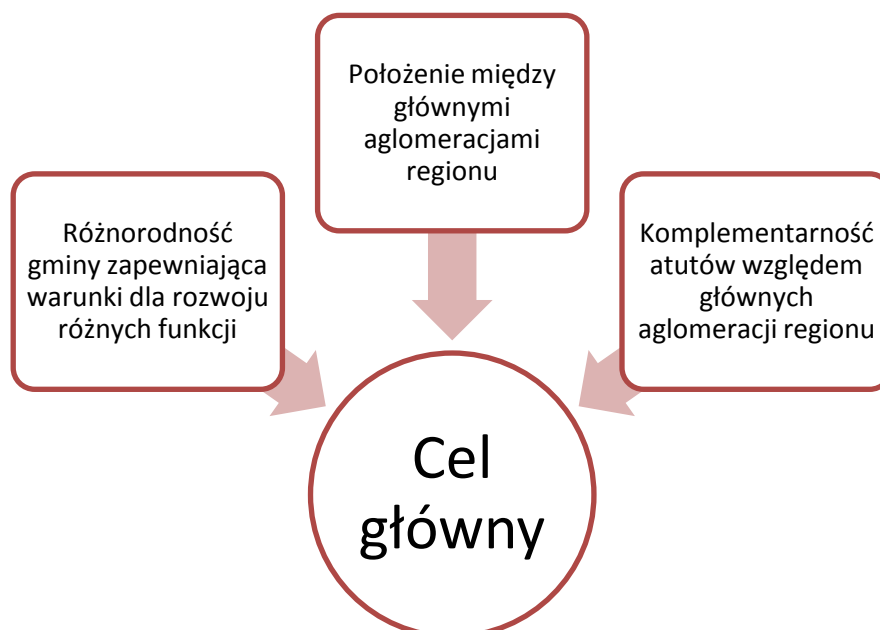 Położenie między
głównymi
aglomeracjami
regionu
Różnorodność
gminy zapewniająca
warunki dla rozwoju
różnych funkcji
Komplementarność
atutów względem
głównych
aglomeracji regionu
Cel
główny